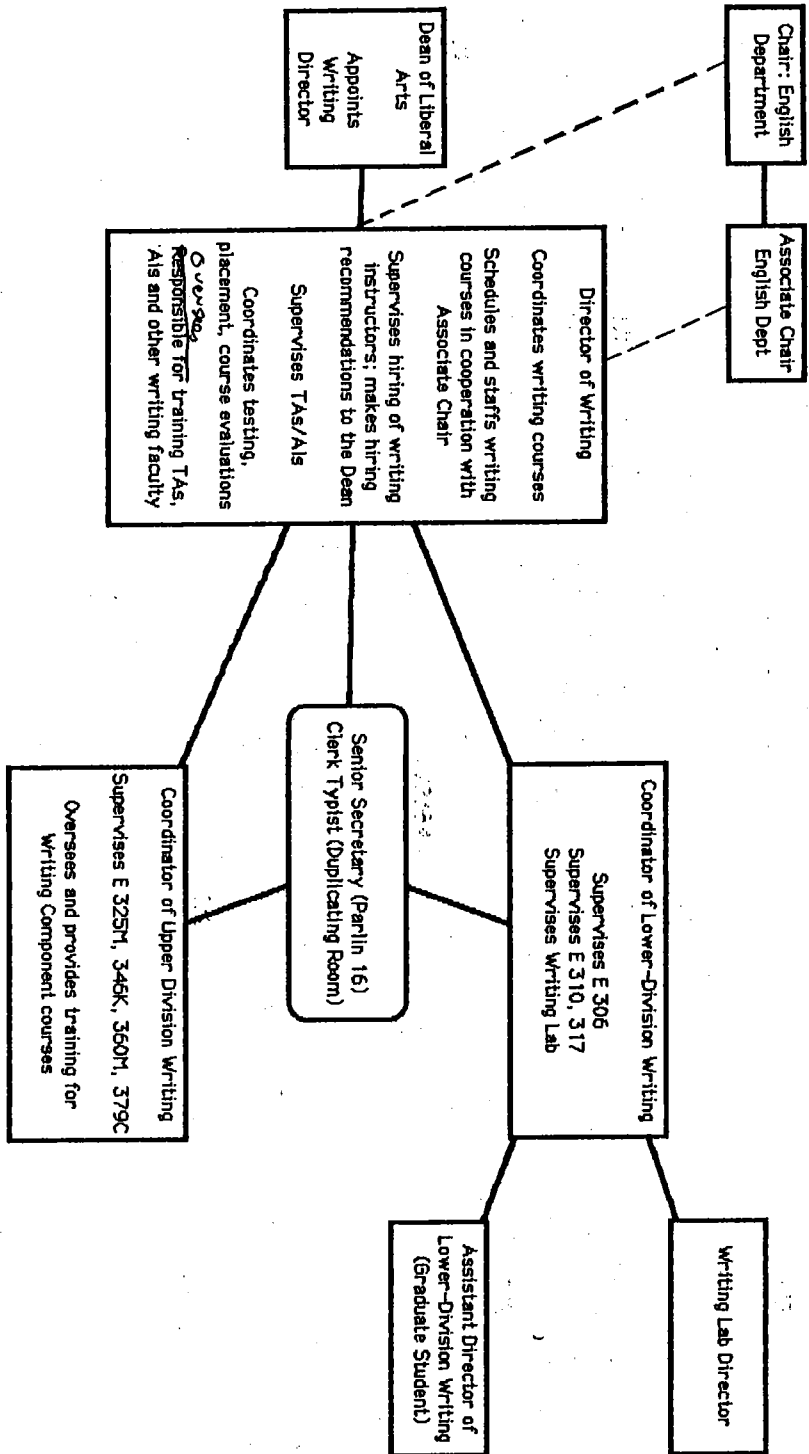 Chair: English
Department
Associate Chair
English Dept
Dean of Liberal
Arts
Appoints
Writing
Director
Director of Writing
Coordinates writing courses
Schedules and staffs writing
courses in cooperation with
Associate Chair
Supervises hiring of writing
instructors; makes hiring
recommendations to the Dean
Supervises TAs/AIs
Coordinates testing,
placement, course evaluations
Oversees
Responsible for training TAs,
AIs and other writing faculty
Coordinator of Lower-Division Writing
Supervises E 306
Supervises E 310, 317
Supervises Writing Lab
Senior Secretary (Parlin 16)
Clerk Typist (Duplicating Room)
Coordinator of Upper Division Writing
Supervises E 325M, 346K, 360M, 379C
Oversees and provides training for
Writing Component courses
Writing Lab Director
Assistant Director of
Lower-Division Writing
(Graduate Student)